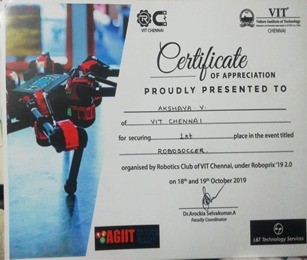 VIT CHENNAI
VIT
Vellore Institute of Technology
CHENNAI
Certificate
OF APPRECIATION
PROUDLY PRESENTED TO
AKSHAYA V.
of VIT CHENNAI
for securing 1st place in the event titled
ROBOSOCCER.
organised by Robotics Club of VIT Chennai, under Roboprix '19 2.0
on 18th and 19th October 2019
Dr.Arockia Selvakumar.A
Faculty Coordinator
AGIIT
L&T Technology Services